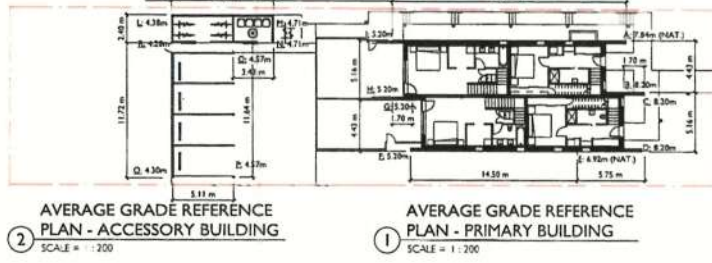 L: 4.38m
M: 4.71m
2.40 m
R: 4.20m
N: 4.71m
Q: 4.57m
3.43 m
11.72 m
11.64 m
O: 4.30m
P: 4.57m
5.11 m
I: 5.20m
A: 7.84m (NAT.)
5.16 m
1.70 m
4.43 m
H: 5.20m
B: 8.20m
G: 5.20m
C: 8.20m
1.70 m
4.43 m
5.16 m
F: 5.20m
D: 8.20m
E: 6.92m (NAT.)
14.50 m
5.75 m
2
AVERAGE GRADE REFERENCE
PLAN - ACCESSORY BUILDING
SCALE = 1 : 200
1
AVERAGE GRADE REFERENCE
PLAN - PRIMARY BUILDING
SCALE = 1 : 200